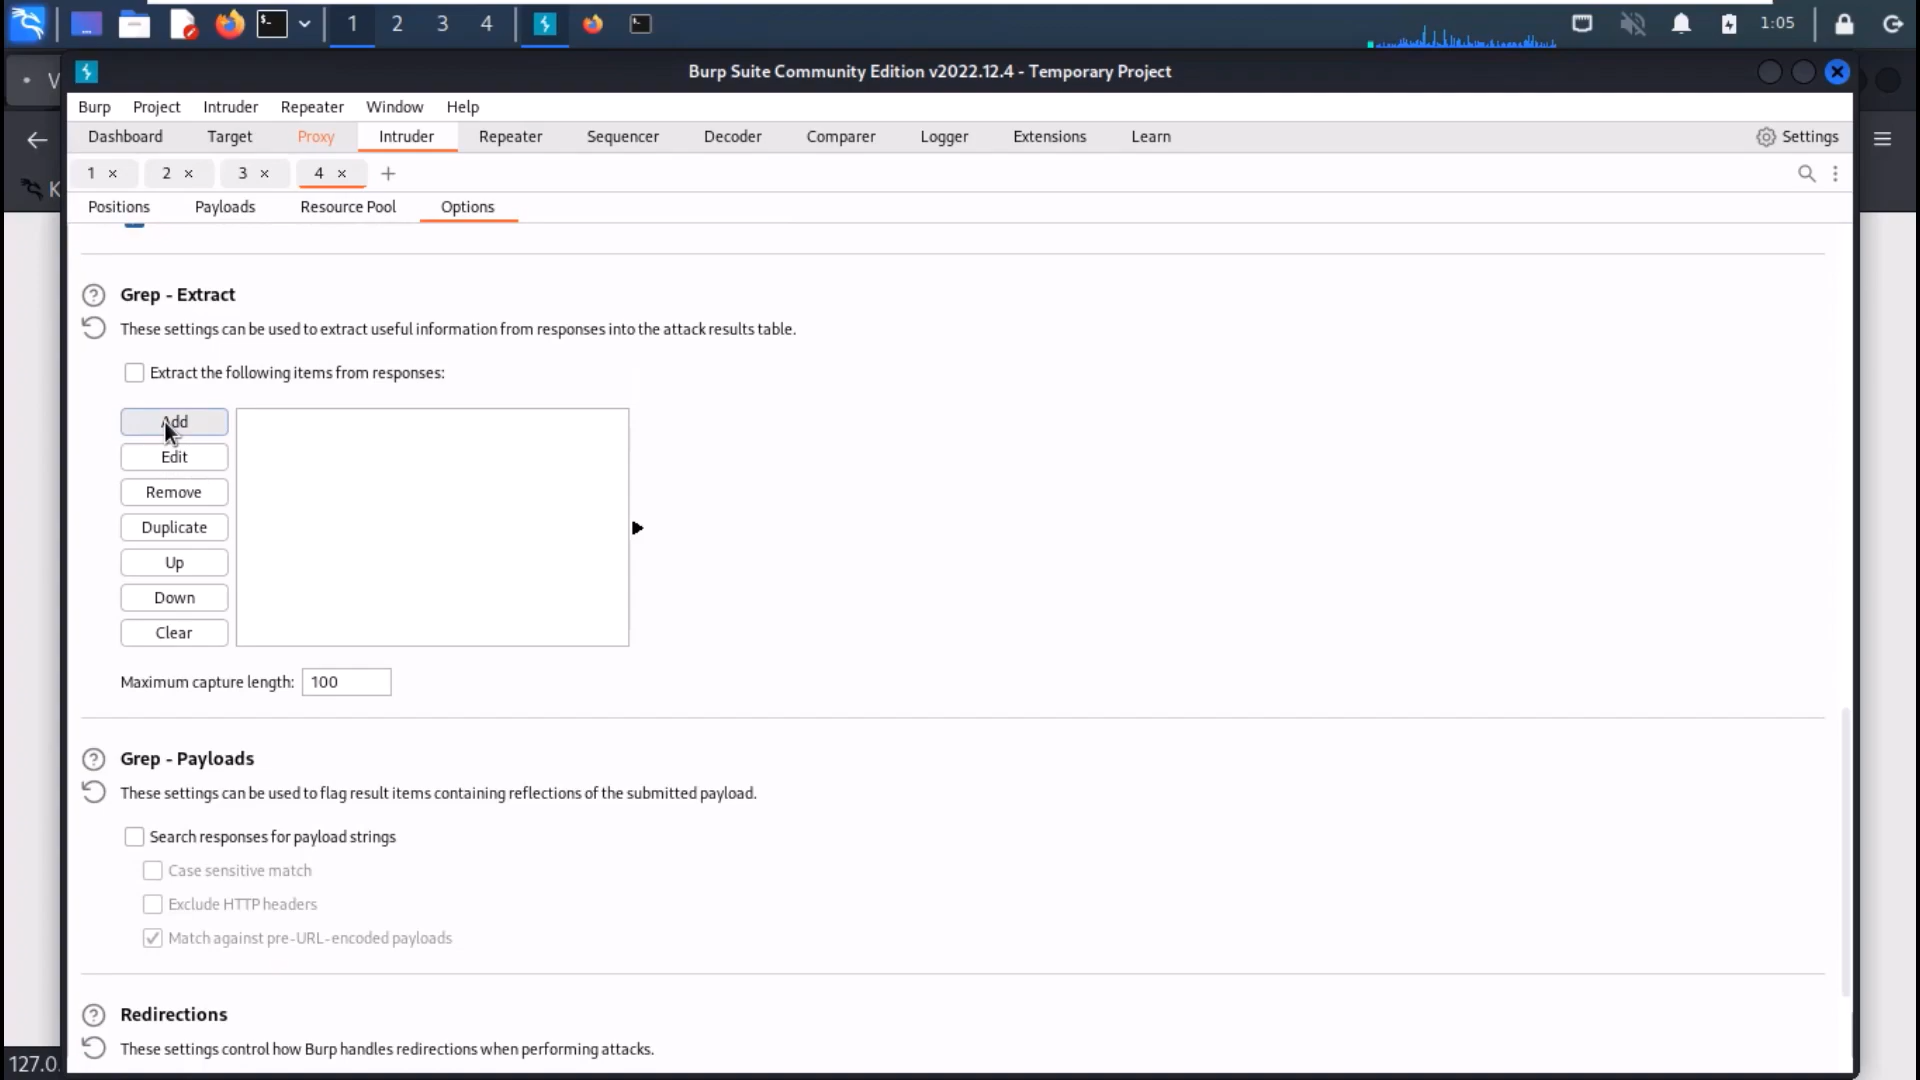 1 2 3 4 1:05
Burp Suite Community Edition v2022.12.4 - Temporary Project
Burp Project Intruder Repeater Window Help
Dashboard Target Proxy Intruder Repeater Sequencer Decoder Comparer Logger Extensions Learn Settings
1 × 2 × 3 × 4 × +
Positions Payloads Resource Pool Options
Grep - Extract
These settings can be used to extract useful information from responses into the attack results table.
Extract the following items from responses:
Add
Edit
Remove
Duplicate
Up
Down
Clear
Maximum capture length: 100
Grep - Payloads
These settings can be used to flag result items containing reflections of the submitted payload.
Search responses for payload strings
Case sensitive match
Exclude HTTP headers
Match against pre-URL-encoded payloads
Redirections
These settings control how Burp handles redirections when performing attacks.
127.0.